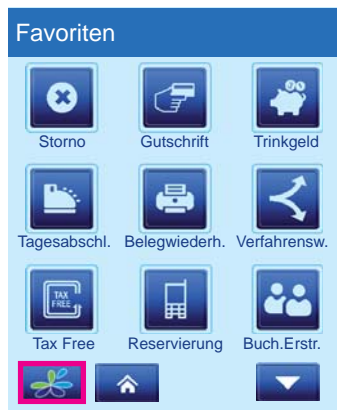 Favoriten
Storno Gutschrift Trinkgeld
Tagesabschl. Belegwiederh. Verfahrensw.
TAX
FREE
Tax Free Reservierung Buch.Erstr.